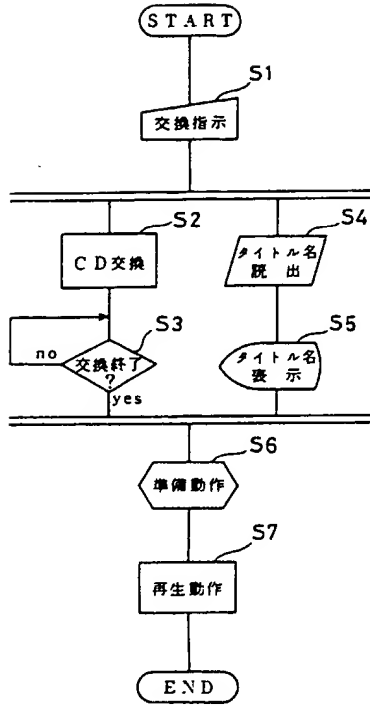 START
S1
交換指示
S2
CD交換
S4
タイトル名
読出
S3
交換終了
?
no
yes
S5
タイトル名
表示
S6
準備動作
S7
再生動作
END